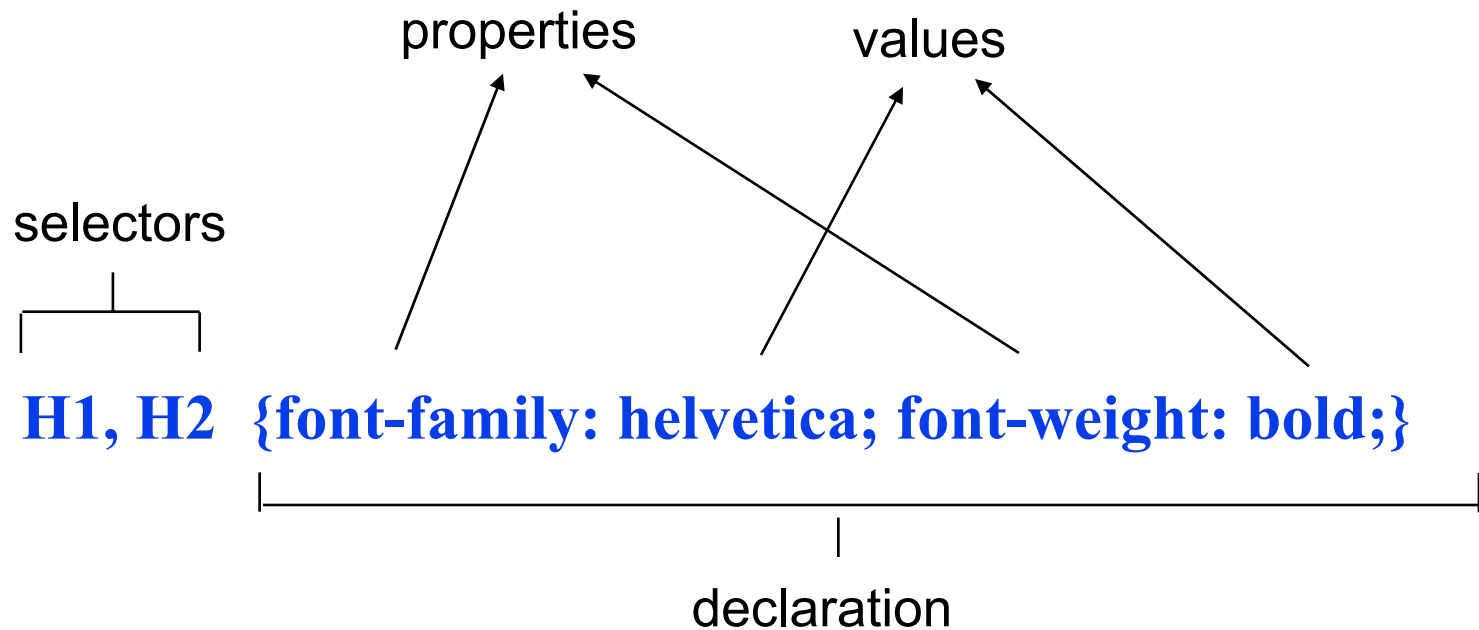 properties values
selectors
H1, H2 {font-family: helvetica; font-weight: bold;}
declaration